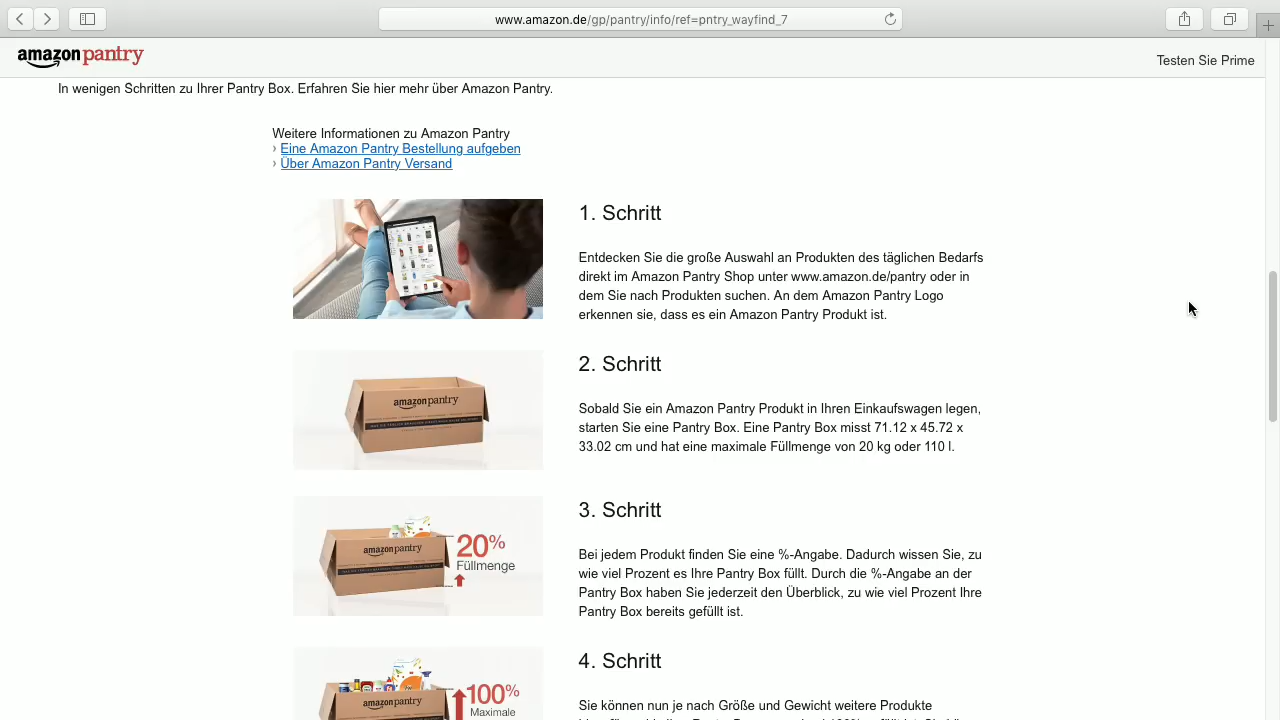 www.amazon.de/gp/pantry/info/ref=pntry_wayfind_7
amazonpantry
Testen Sie Prime
In wenigen Schritten zu Ihrer Pantry Box. Erfahren Sie hier mehr über Amazon Pantry.
Weitere Informationen zu Amazon Pantry
› Eine Amazon Pantry Bestellung aufgeben
› Über Amazon Pantry Versand
1. Schritt
Entdecken Sie die große Auswahl an Produkten des täglichen Bedarfs
direkt im Amazon Pantry Shop unter www.amazon.de/pantry oder in
dem Sie nach Produkten suchen. An dem Amazon Pantry Logo
erkennen sie, dass es ein Amazon Pantry Produkt ist.
amazonpantry
2. Schritt
Sobald Sie ein Amazon Pantry Produkt in Ihren Einkaufswagen legen,
starten Sie eine Pantry Box. Eine Pantry Box misst 71.12 x 45.72 x
33.02 cm und hat eine maximale Füllmenge von 20 kg oder 110 l.
amazonpantry
20%
Füllmenge
3. Schritt
Bei jedem Produkt finden Sie eine %-Angabe. Dadurch wissen Sie, zu
wie viel Prozent es Ihre Pantry Box füllt. Durch die %-Angabe an der
Pantry Box haben Sie jederzeit den Überblick, zu wie viel Prozent Ihre
Pantry Box bereits gefüllt ist.
amazonpantry
100%
Maximale
4. Schritt
Sie können nun je nach Größe und Gewicht weitere Produkte